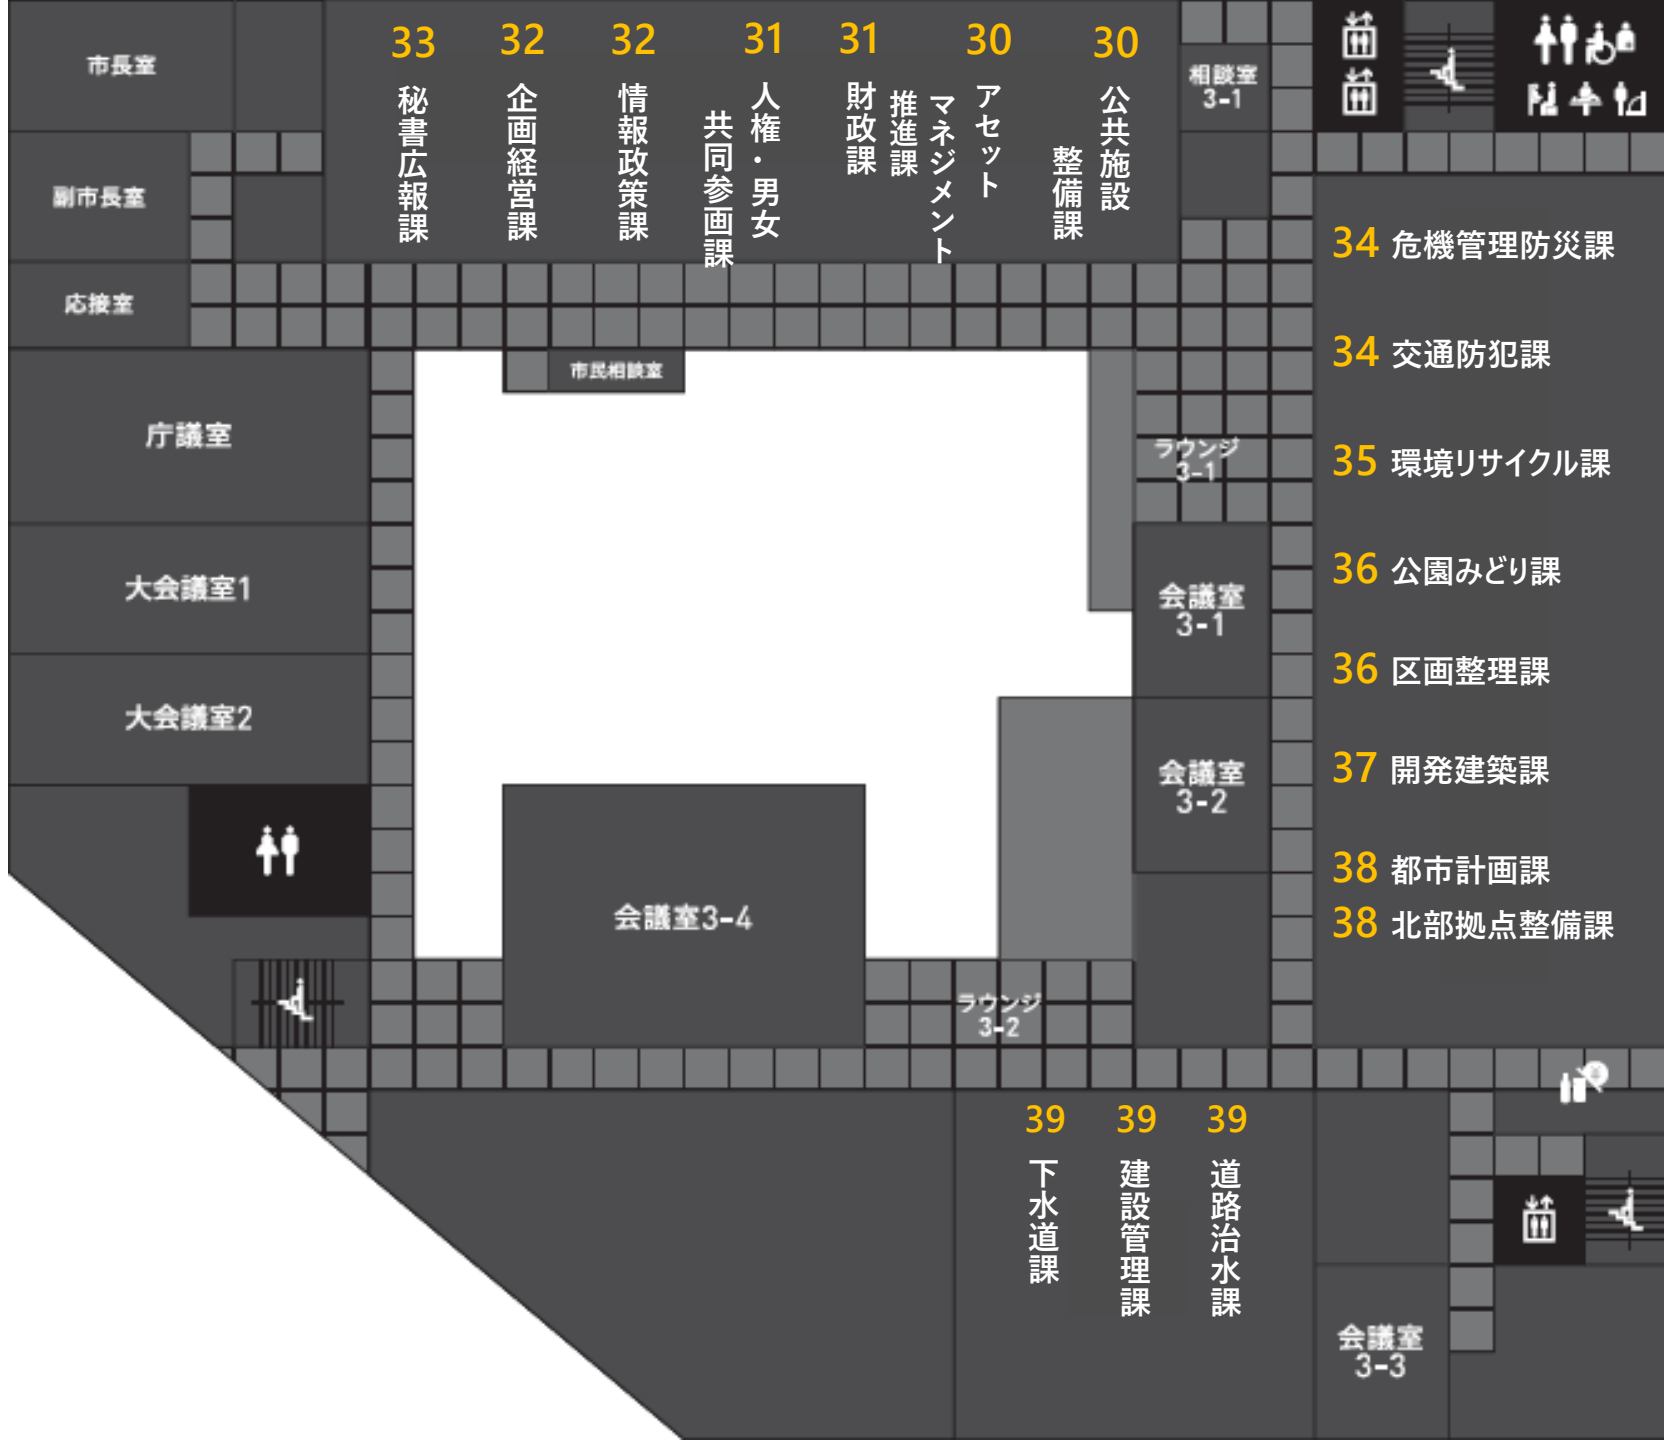 市長室
副市長室
応接室
33
秘書広報課
32
企画経営課
32
情報政策課
31
人権・男女
共同参画課
31
財政課
30
アセット
マネジメント
推進課
30
公共施設
整備課
相談室
3-1
市民相談室
庁議室
大会議室1
大会議室2
ラウンジ
3-1
会議室
3-1
会議室
3-2
会議室3-4
ラウンジ
3-2
34 危機管理防災課
34 交通防犯課
35 環境リサイクル課
36 公園みどり課
36 区画整理課
37 開発建築課
38 都市計画課
38 北部拠点整備課
39
下水道課
39
建設管理課
39
道路治水課
会議室
3-3